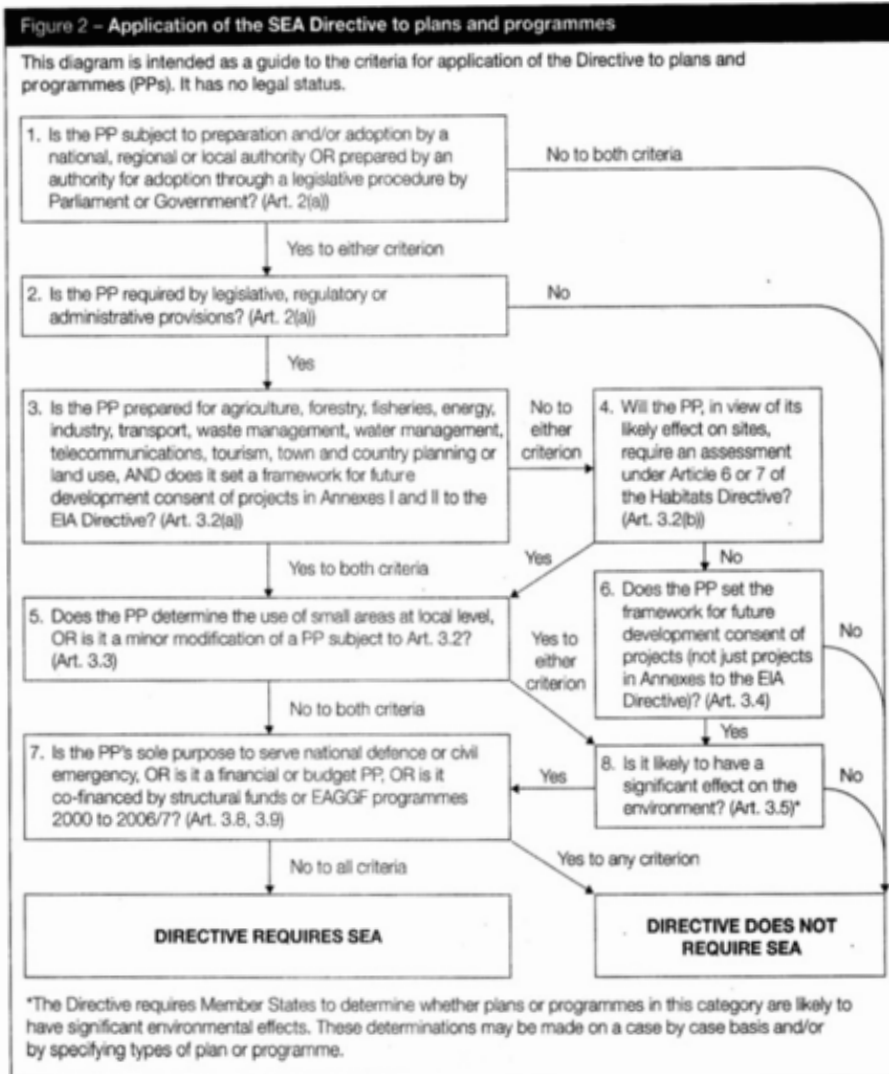 Figure 2 – Application of the SEA Directive to plans and programmes
This diagram is intended as a guide to the criteria for application of the Directive to plans and
programmes (PPs). It has no legal status.
1. Is the PP subject to preparation and/or adoption by a
national, regional or local authority OR prepared by an
authority for adoption through a legislative procedure by
Parliament or Government? (Art. 2(a))
No to both criteria
Yes to either criterion
2. Is the PP required by legislative, regulatory or
administrative provisions? (Art. 2(a))
No
Yes
3. Is the PP prepared for agriculture, forestry, fisheries, energy,
industry, transport, waste management, water management,
telecommunications, tourism, town and country planning or
land use, AND does it set a framework for future
development consent of projects in Annexes I and II to the
EIA Directive? (Art. 3.2(a))
No to
either
criterion
4. Will the PP, in view of its
likely effect on sites,
require an assessment
under Article 6 or 7 of
the Habitats Directive?
(Art. 3.2(b))
Yes to both criteria
Yes
No
5. Does the PP determine the use of small areas at local level,
OR is it a minor modification of a PP subject to Art. 3.2?
(Art. 3.3)
Yes to
either
criterion
6. Does the PP set the
framework for future
development consent of
projects (not just projects
in Annexes to the EIA
Directive)? (Art. 3.4)
No
No to both criteria
Yes
7. Is the PP's sole purpose to serve national defence or civil
emergency, OR is it a financial or budget PP, OR is it
co-financed by structural funds or EAGGF programmes
2000 to 2006/7? (Art. 3.8, 3.9)
Yes
8. Is it likely to have a
significant effect on the
environment? (Art. 3.5)*
No
No to all criteria
Yes to any criterion
DIRECTIVE REQUIRES SEA
DIRECTIVE DOES NOT
REQUIRE SEA
*The Directive requires Member States to determine whether plans or programmes in this category are likely to
have significant environmental effects. These determinations may be made on a case by case basis and/or
by specifying types of plan or programme.